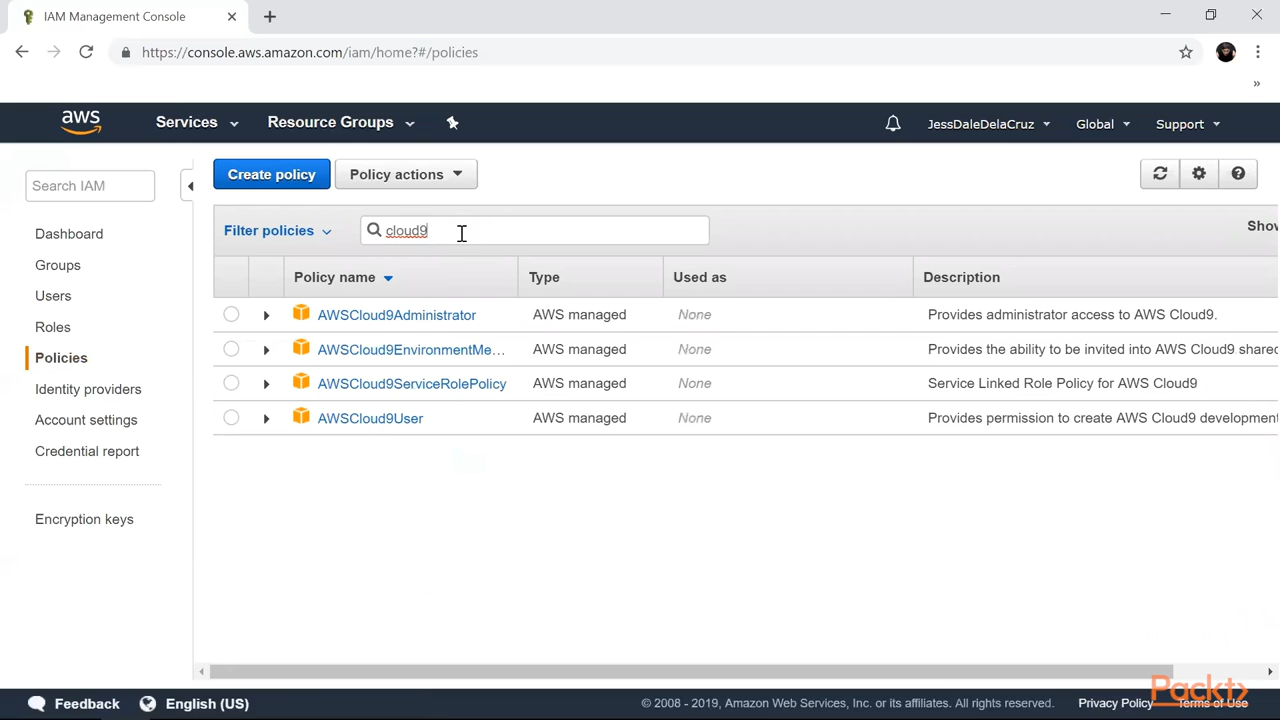 IAM Management Console
https://console.aws.amazon.com/iam/home?#/policies
»
aws Services Resource Groups JessDaleDelaCruz Global Support
Search IAM
Dashboard
Groups
Users
Roles
Policies
Identity providers
Account settings
Credential report
Encryption keys
Create policy Policy actions
Filter policies cloud9 Show
Policy name Type Used as Description
AWSCloud9Administrator AWS managed None Provides administrator access to AWS Cloud9.
AWSCloud9EnvironmentMe... AWS managed None Provides the ability to be invited into AWS Cloud9 share
AWSCloud9ServiceRolePolicy AWS managed None Service Linked Role Policy for AWS Cloud9
AWSCloud9User AWS managed None Provides permission to create AWS Cloud9 development
Feedback English (US) © 2008 - 2019, Amazon Web Services, Inc. or its affiliates. All rights reserved. Privacy Policy Terms of Use
Packt